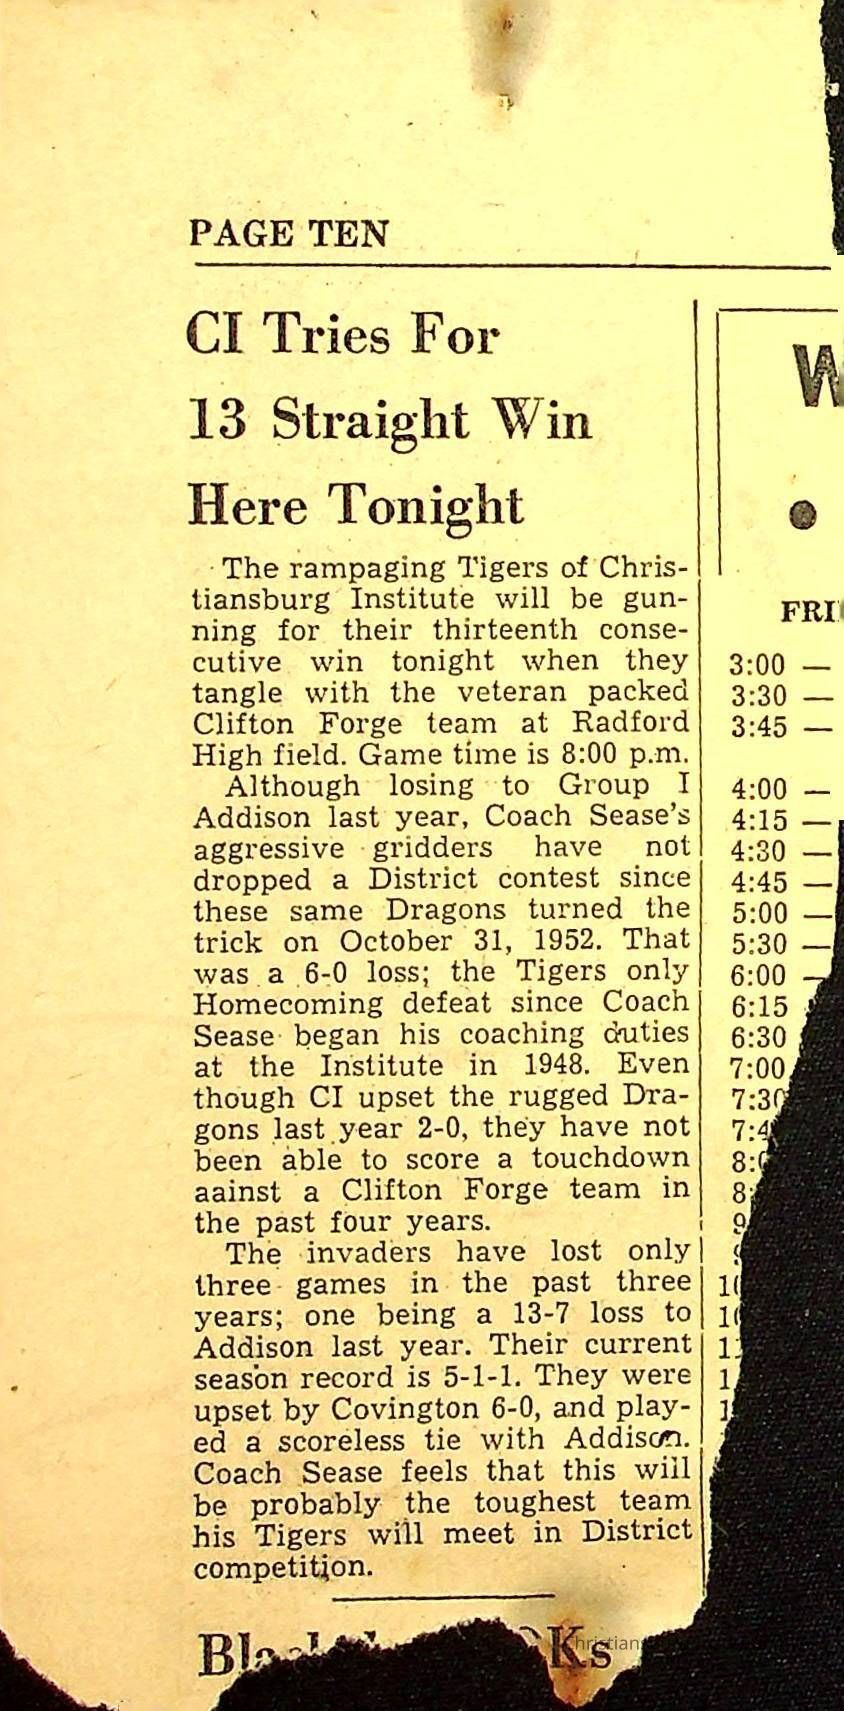 PAGE TEN
CI Tries For
13 Straight Win
Here Tonight
The rampaging Tigers of Chris-
tiansburg Institute will be gun-
ning for their thirteenth conse-
cutive win tonight when they
tangle with the veteran packed
Clifton Forge team at Radford
High field. Game time is 8:00 p.m.
Although losing to Group I
Addison last year, Coach Sease's
aggressive gridders have not
dropped a District contest since
these same Dragons turned the
trick on October 31, 1952. That
was a 6-0 loss; the Tigers only
Homecoming defeat since Coach
Sease began his coaching duties
at the Institute in 1948. Even
though CI upset the rugged Dra-
gons last year 2-0, they have not
been able to score a touchdown
aainst a Clifton Forge team in
the past four years.
The invaders have lost only
three games in the past three
years; one being a 13-7 loss to
Addison last year. Their current
season record is 5-1-1. They were
upset by Covington 6-0, and play-
ed a scoreless tie with Addison.
Coach Sease feels that this will
be probably the toughest team
his Tigers will meet in District
competition.
W
FRI
3:00 —
3:30 —
3:45 —
4:00 —
4:15 —
4:30 —
4:45 —
5:00 —
5:30 —
6:00 —
6:15
6:30
7:00